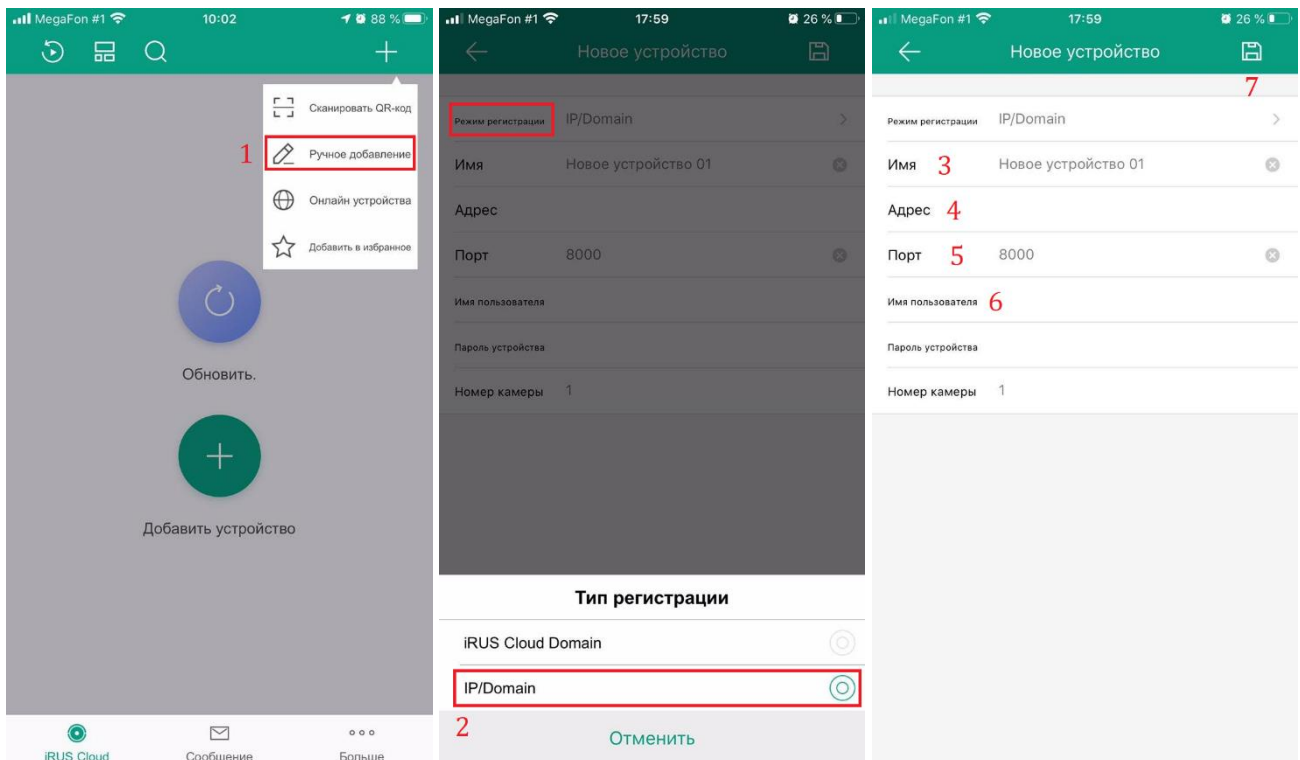 MegaFon #1 10:02 88 %
Сканировать QR-код
1 Ручное добавление
Онлайн устройства
Добавить в избранное
Обновить.
Добавить устройство
iRUS Cloud Сообщение Больше
MegaFon #1 17:59 26 %
Новое устройство
Режим регистрации IP/Domain
Имя Новое устройство 01
Адрес
Порт 8000
Имя пользователя
Пароль устройства
Номер камеры 1
Тип регистрации
iRUS Cloud Domain
IP/Domain
2
Отменить
MegaFon #1 17:59 26 %
Новое устройство
7
Режим регистрации IP/Domain
Имя 3 Новое устройство 01
Адрес 4
Порт 5 8000
Имя пользователя 6
Пароль устройства
Номер камеры 1